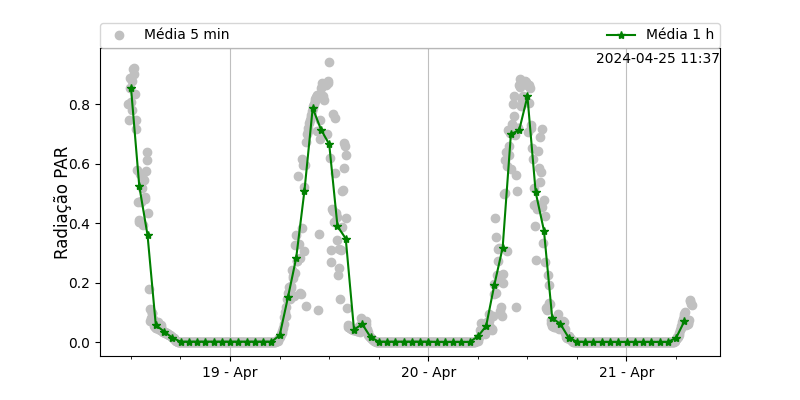 Média 5 min
Média 1 h
2024-04-25 11:37
Radiação PAR
0.8
0.6
0.4
0.2
0.0
19 - Apr
20 - Apr
21 - Apr